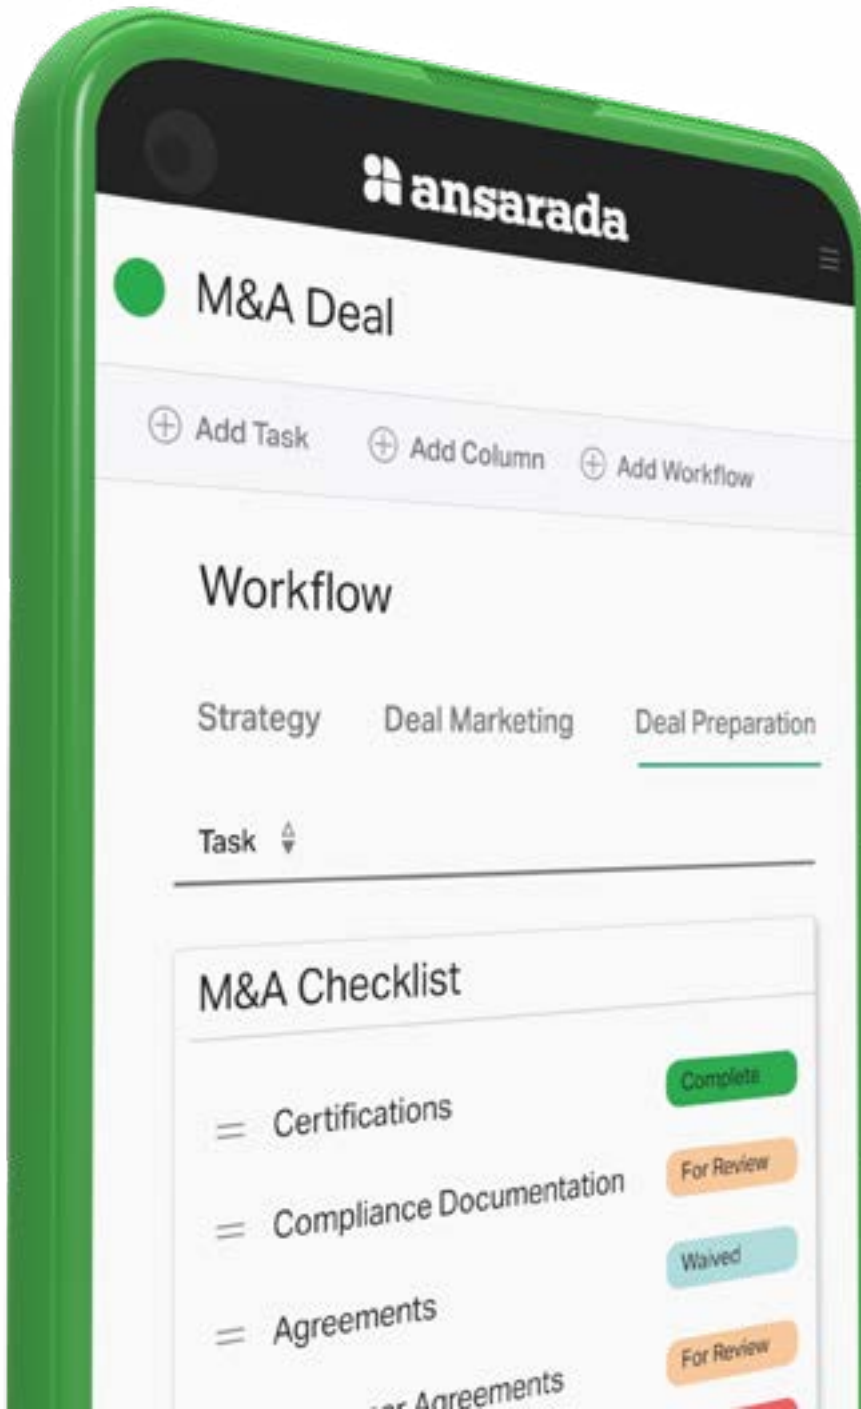 ansarada
M&A Deal
Add Task Add Column Add Workflow
Workflow
Strategy Deal Marketing Deal Preparation
Task
M&A Checklist
Certifications Complete
Compliance Documentation For Review
Agreements Waived
Agreements For Review